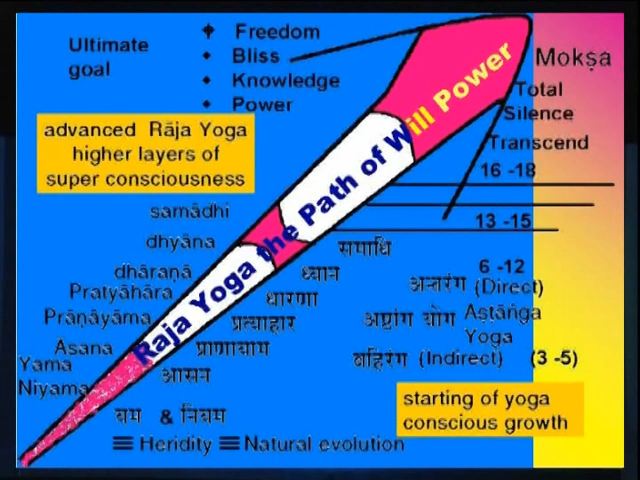 Ultimate
goal
Freedom
Bliss
Knowledge
Power
Mokṣa
Total
Silence
Transcend
advanced Rāja Yoga
higher layers of
super consciousness
Raja Yoga the Path of Will Power
16 -18
13 -15
samādhi
dhyāna
dhāraṇā
Pratyāhāra
Prāṇāyāma
Asana
Yama
Niyama
समाधि
ध्यान
धारणा
प्रत्याहार
प्राणायाम
आसन
यम & नियम
6 -12
अन्तरंग (Direct)
अष्टांग योग Aṣṭāṅga
Yoga
बहिरंग (Indirect) (3 -5)
starting of yoga
conscious growth
Heridity Natural evolution